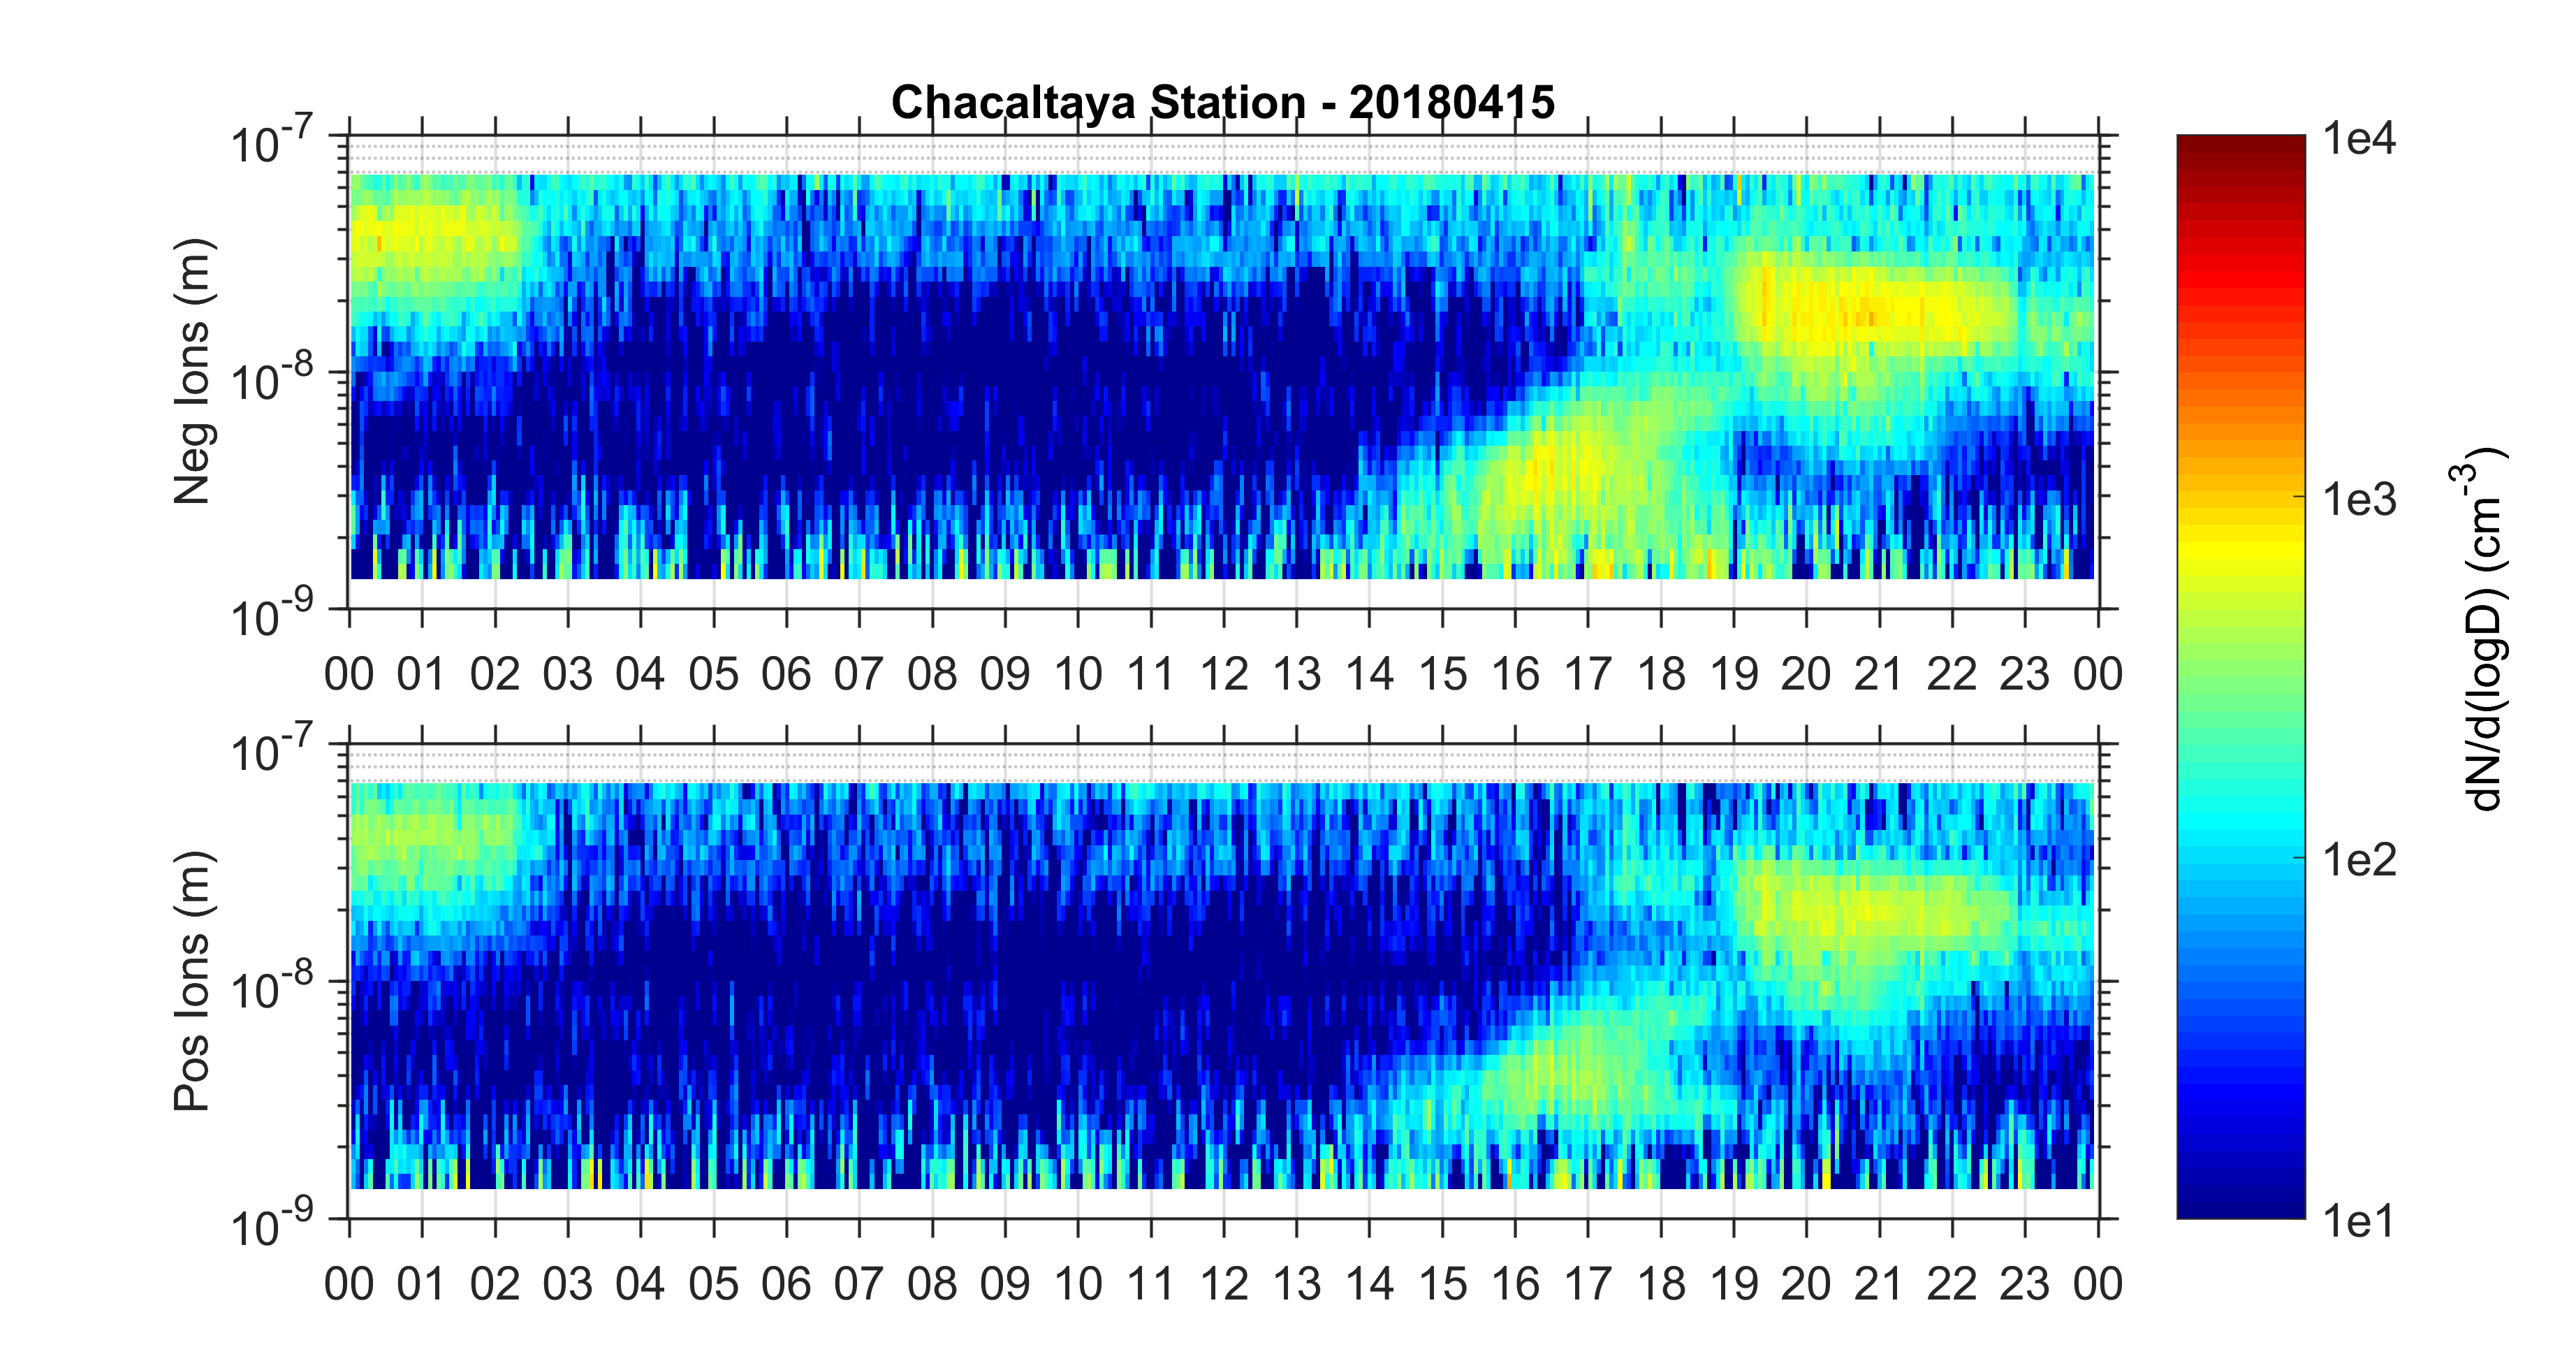 Chacaltaya Station - 20180415
10-7
10-8
10-9
Neg Ions (m)
00 01 02 03 04 05 06 07 08 09 10 11 12 13 14 15 16 17 18 19 20 21 22 23 00
10-7
10-8
10-9
Pos Ions (m)
00 01 02 03 04 05 06 07 08 09 10 11 12 13 14 15 16 17 18 19 20 21 22 23 00
1e4
1e3
1e2
1e1
dN/d(logD) (cm-3)